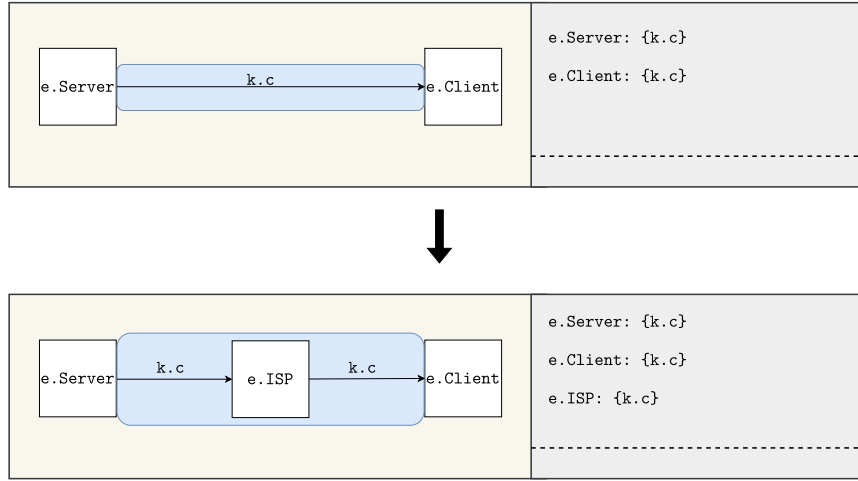 e.Server
k.c
e.Client
e.Server: {k.c}
e.Client: {k.c}
e.Server
k.c
e.ISP
k.c
e.Client
e.Server: {k.c}
e.Client: {k.c}
e.ISP: {k.c}